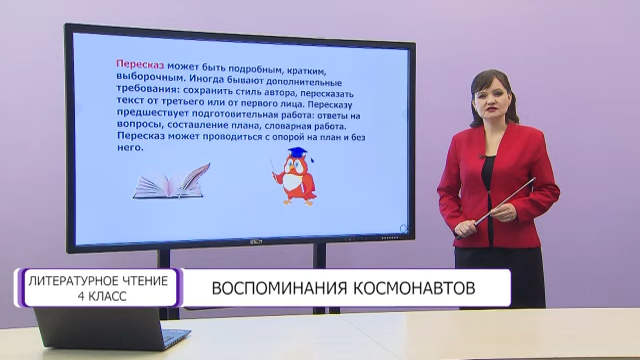 Пересказ может быть подробным, кратким,
выборочным. Иногда бывают дополнительные
требования: сохранить стиль автора, пересказать
текст от третьего или от первого лица. Пересказу
предшествует подготовительная работа: ответы на
вопросы, составление плана, словарная работа.
Пересказ может проводиться с опорой на план и без
него.
ЛИТЕРАТУРНОЕ ЧТЕНИЕ
4 КЛАСС
ВОСПОМИНАНИЯ КОСМОНАВТОВ